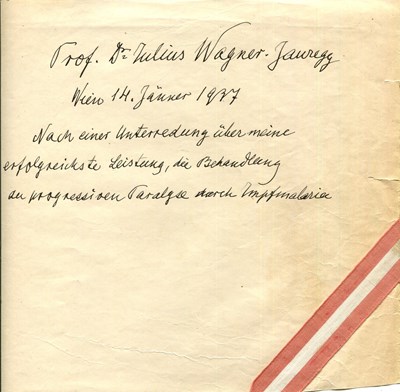 Prof. Dr. Julius Wagner-Jauregg
Wien 14. Jänner 1937
Nach einer Unterredung über meine
erfolgreichste Leistung, die Behandlung
der progressiven Paralyse durch Impfmalaria